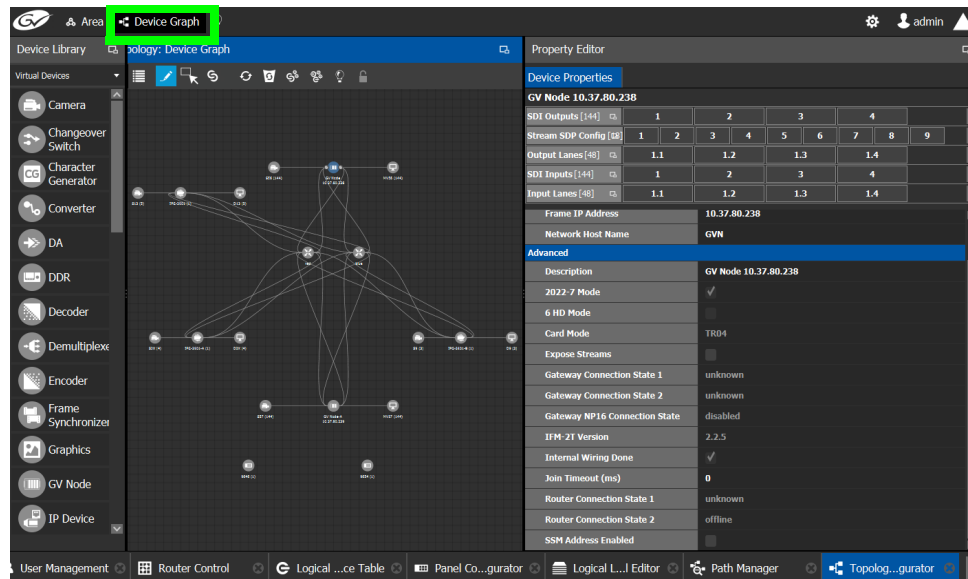 GV Area Device Graph admin
Device Library
pology: Device Graph
Property Editor
Virtual Devices
Camera
Changeover
Switch
CG
Character
Generator
Converter
DA
DDR
Decoder
Demultiplexe
Encoder
Frame
Synchronizer
Graphics
GV Node
IP Device
GV Node
10.37.80.238
Device Properties
GV Node 10.37.80.238
SDI Outputs [144] 1 2 3 4
Stream SDP Config 1 2 3 4 5 6 7 8 9
Output Lanes [48] 1.1 1.2 1.3 1.4
SDI Inputs [144] 1 2 3 4
Input Lanes [48] 1.1 1.2 1.3 1.4
Frame IP Address 10.37.80.238
Network Host Name GVN
Advanced
Description GV Node 10.37.80.238
2022-7 Mode
6 HD Mode
Card Mode TR04
Expose Streams
Gateway Connection State 1 unknown
Gateway Connection State 2 unknown
Gateway NP16 Connection State disabled
IFM-2T Version 2.2.5
Internal Wiring Done
Join Timeout (ms) 0
Router Connection State 1 unknown
Router Connection State 2 offline
SSM Address Enabled
User Management Router Control Logical ...ce Table Panel Co...gurator Logical L...l Editor Path Manager Topolog...gurator